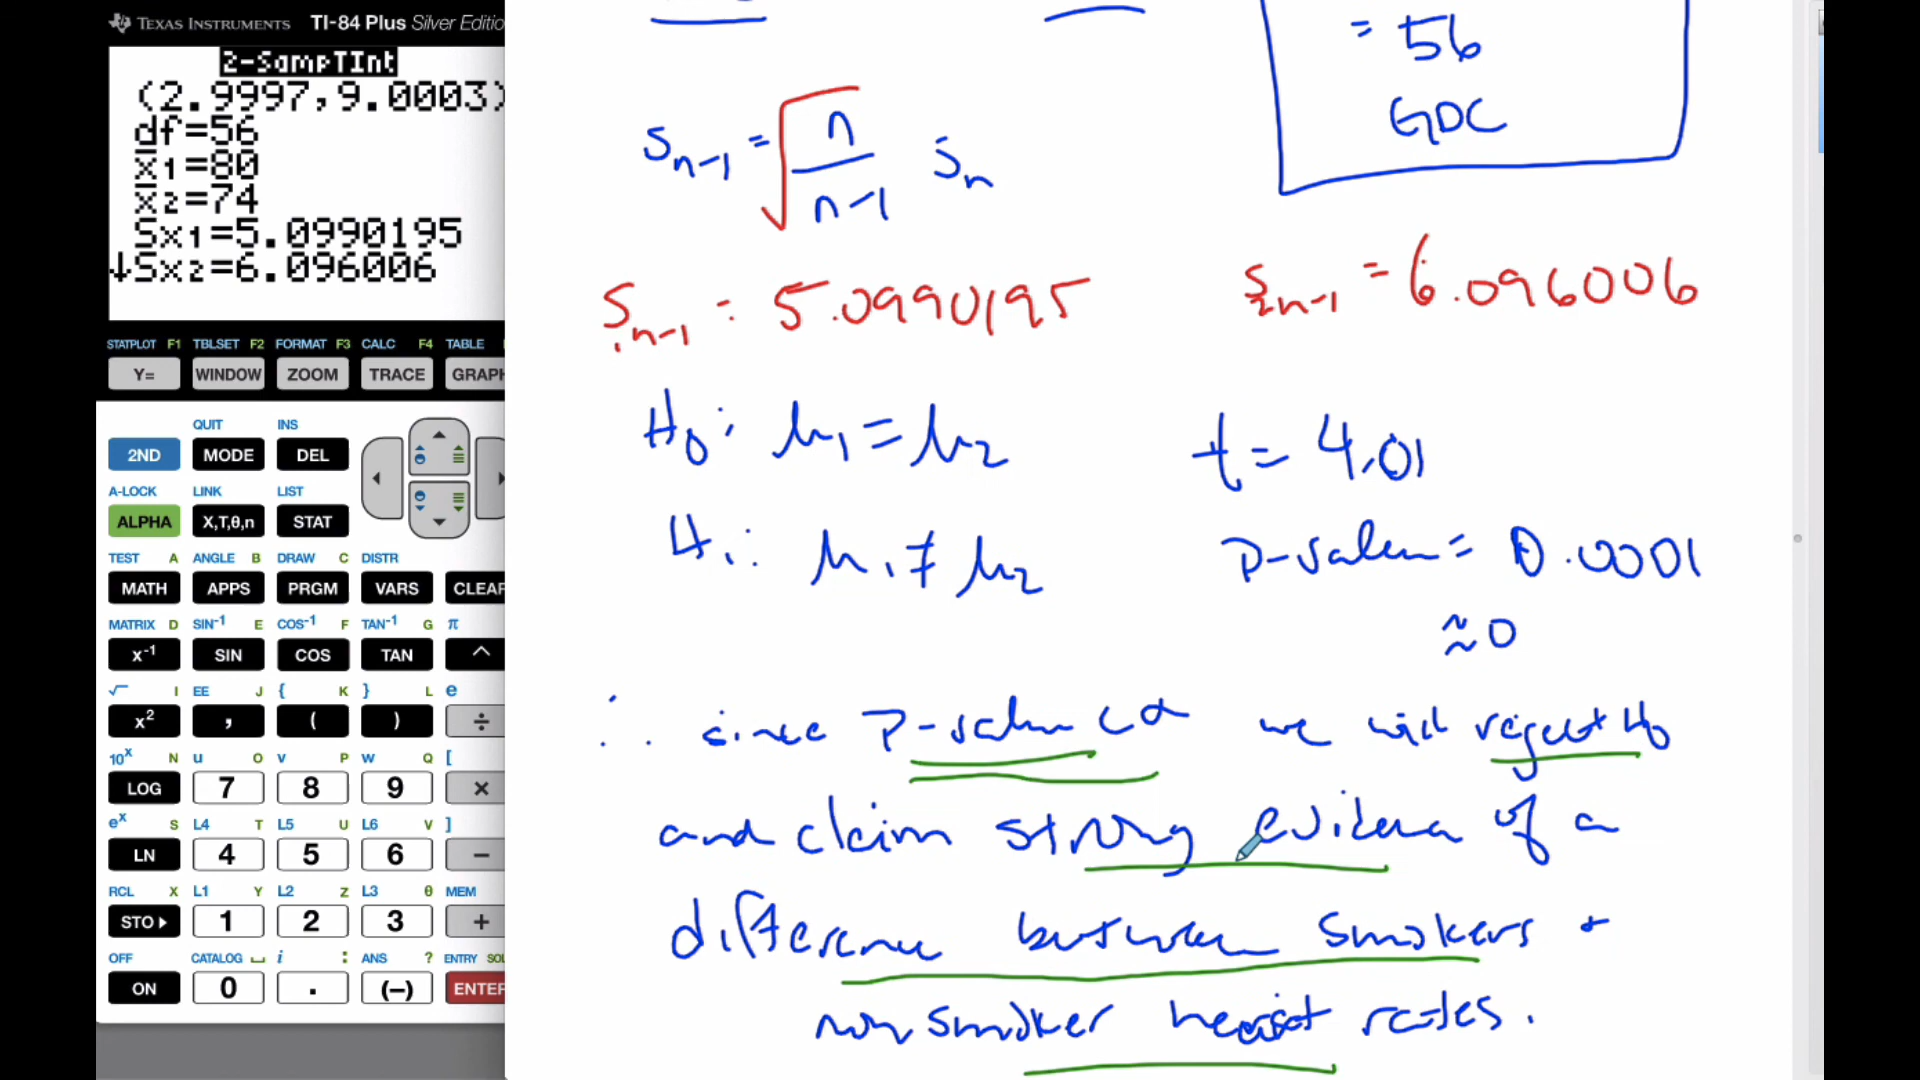 TEXAS INSTRUMENTS TI-84 Plus Silver Editio
2-SampTInt
(2.9997,9.0003)
df=56
x̄1=80
x̄2=74
Sx1=5.0990195
↓Sx2=6.096006
STATPLOT F1 TBLSET F2 FORMAT F3 CALC F4 TABLE
Y= WINDOW ZOOM TRACE GRAPH
QUIT INS
2ND MODE DEL
A-LOCK LINK LIST
ALPHA X,T,θ,n STAT
TEST A ANGLE B DRAW C DISTR
MATH APPS PRGM VARS CLEAR
MATRIX D SIN⁻¹ E COS⁻¹ F TAN⁻¹ G π
x⁻¹ SIN COS TAN ^
√ I EE J { K } L e
x² , ( ) ÷
10ˣ N u O v P w Q [
LOG 7 8 9 ×
eˣ S L4 T L5 U L6 V ]
LN 4 5 6 −
RCL X L1 Y L2 Z L3 θ MEM
STO▸ 1 2 3 +
OFF CATALOG ⎵ i : ANS ? ENTRY SOL
ON 0 . (−) ENTER
= 56
GDC
Sn-1 = √(n/n-1) Sn
S1n-1 = 5.0990195
S2n-1 = 6.096006
H0: μ1 = μ2
t = 4.01
H1: μ1 ≠ μ2
p-value = 0.0001
≈ 0
∴ since p-value < α we will reject H0
and claim strong evidence of a
difference between smokers +
non smoker heart rates.